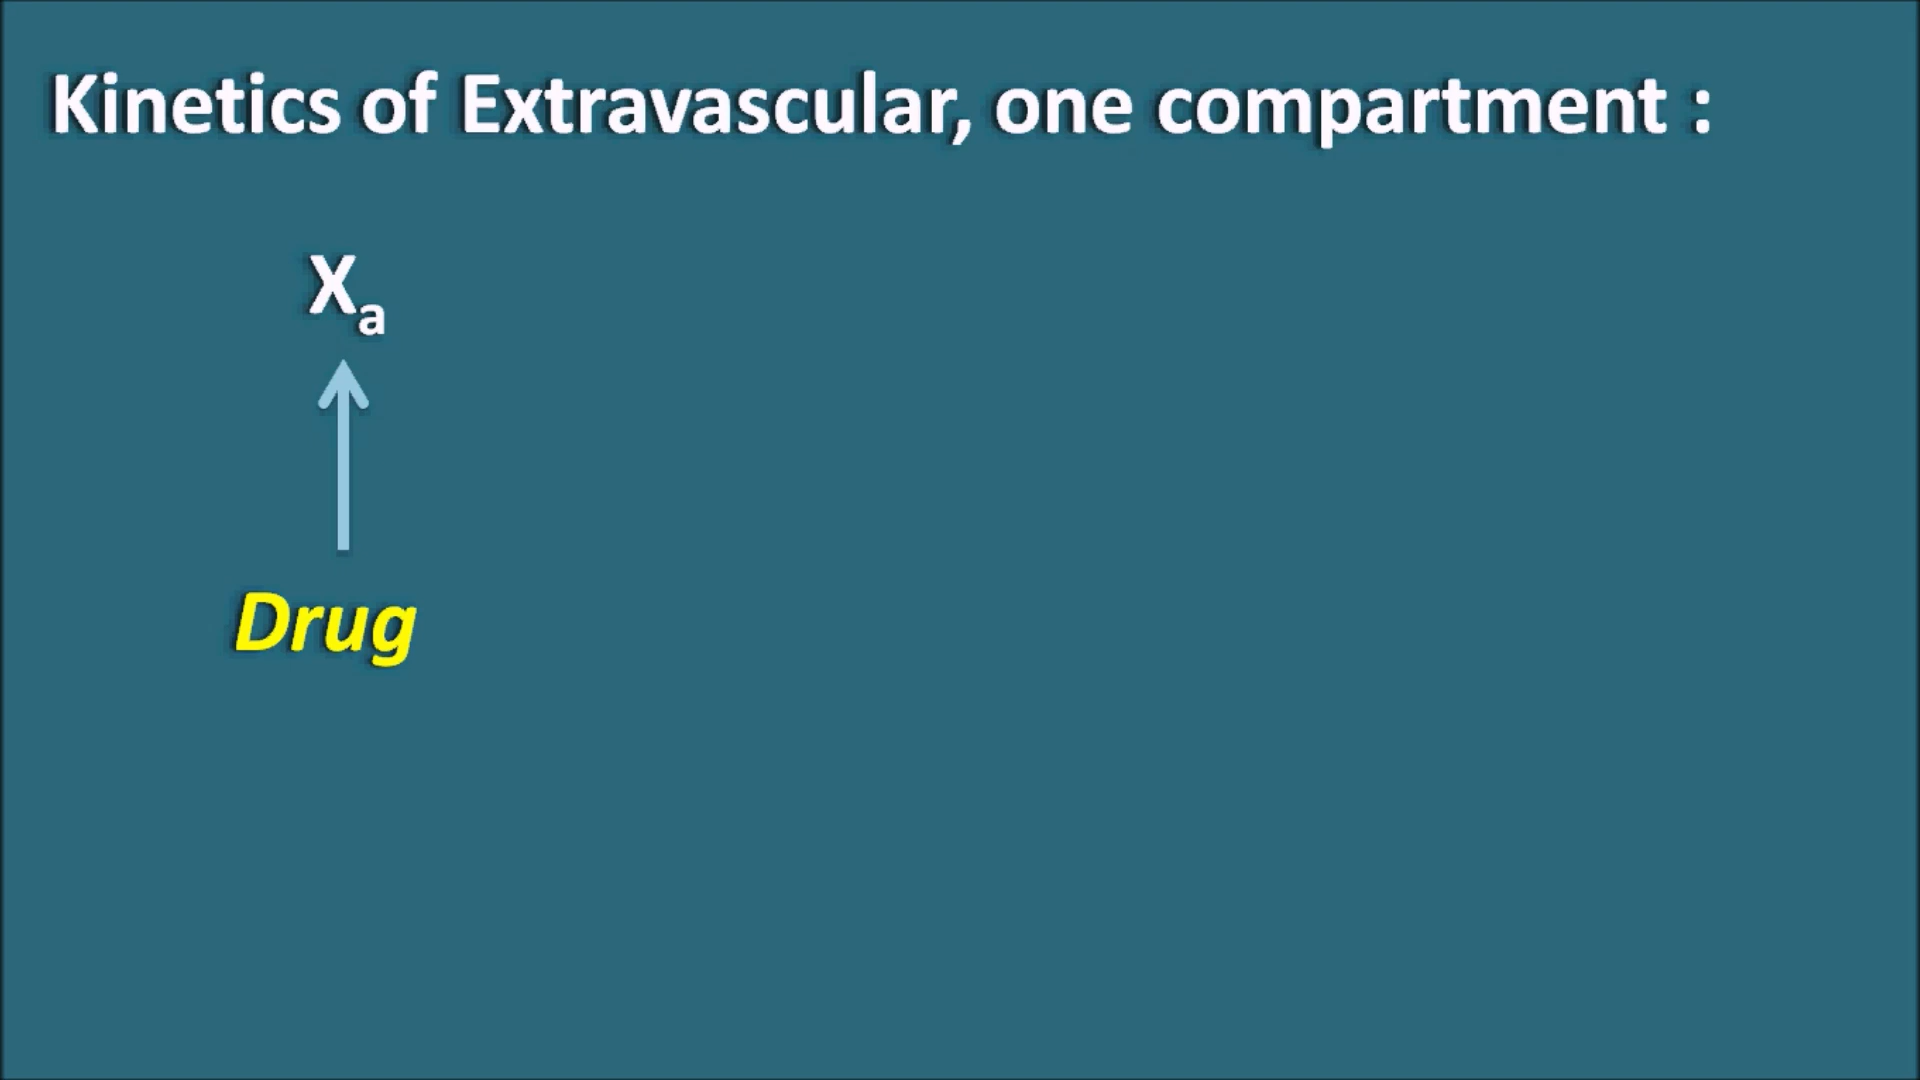 Kinetics of Extravascular, one compartment :
Xₐ
Drug